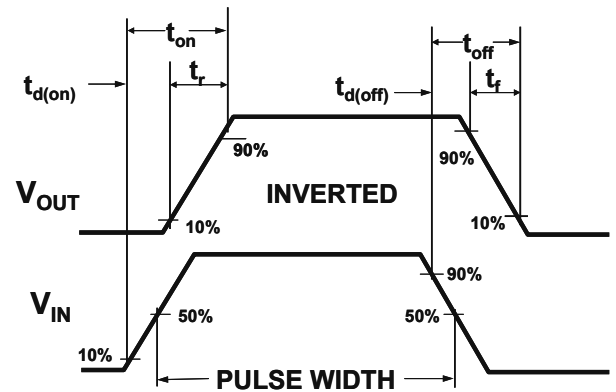 t_on
t_off
t_d(on)
t_r
t_d(off)
t_f
90%
90%
V_OUT
INVERTED
10%
10%
90%
V_IN
50%
50%
10%
PULSE WIDTH